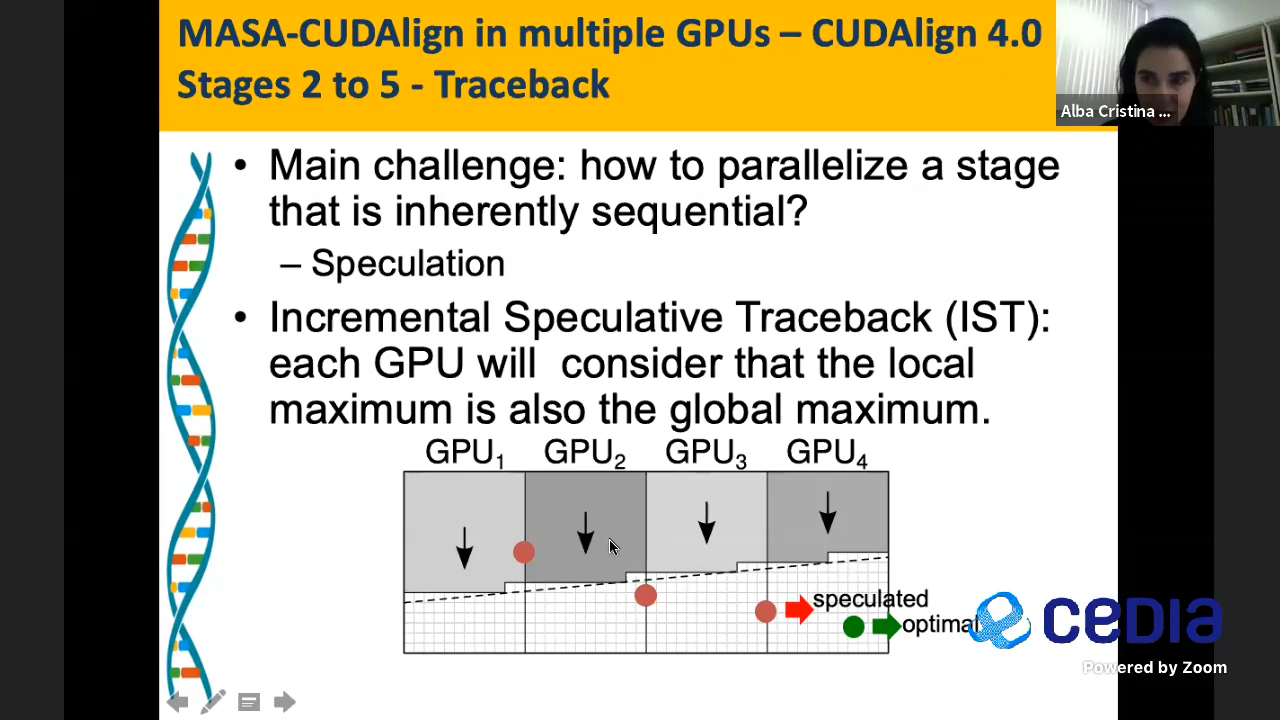 MASA-CUDAlign in multiple GPUs – CUDAlign 4.0
Stages 2 to 5 - Traceback
Alba Cristina ...
• Main challenge: how to parallelize a stage
that is inherently sequential?
– Speculation
• Incremental Speculative Traceback (IST):
each GPU will consider that the local
maximum is also the global maximum.
GPU1 GPU2 GPU3 GPU4
speculated
optimal
cedia
Powered by Zoom